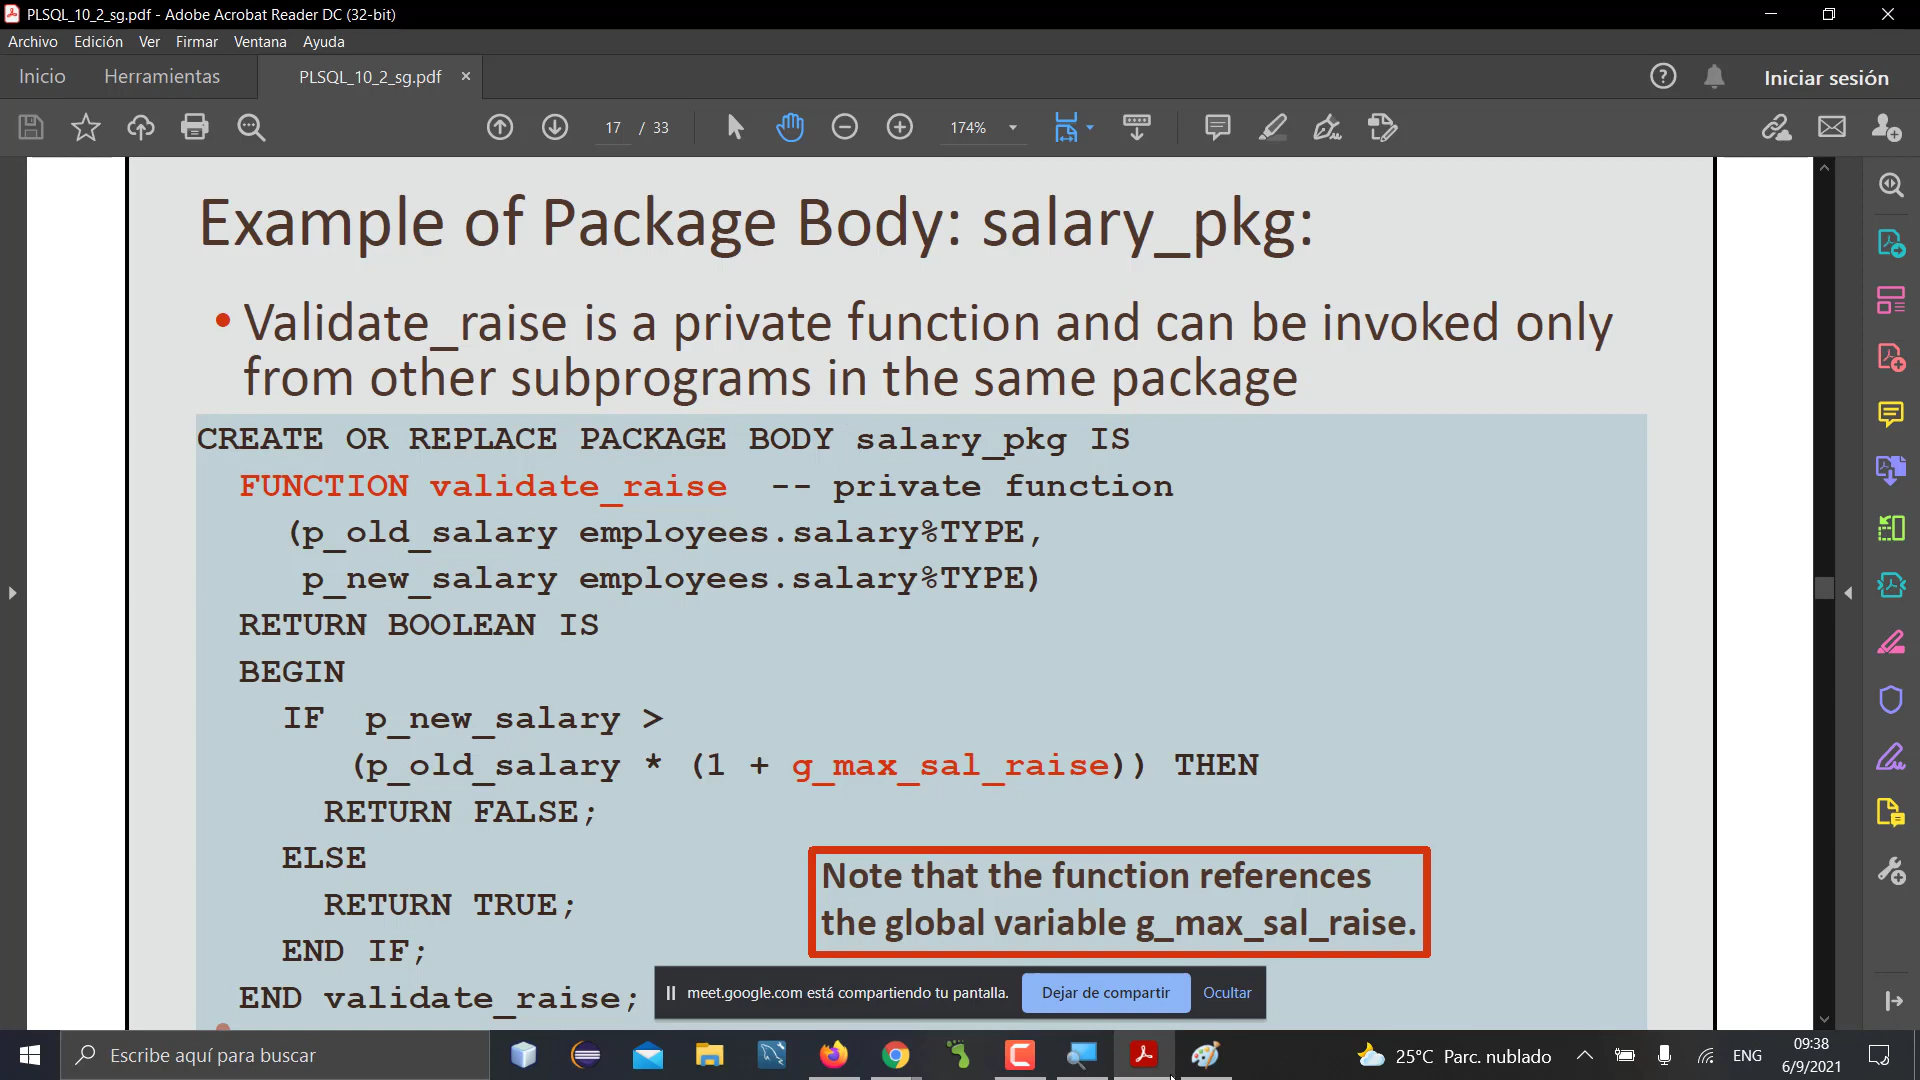 PLSQL_10_2_sg.pdf - Adobe Acrobat Reader DC (32-bit)
Archivo Edición Ver Firmar Ventana Ayuda
Inicio Herramientas PLSQL_10_2_sg.pdf × Iniciar sesión
17 / 33 174%
Example of Package Body: salary_pkg:
• Validate_raise is a private function and can be invoked only
from other subprograms in the same package
CREATE OR REPLACE PACKAGE BODY salary_pkg IS
FUNCTION validate_raise -- private function
(p_old_salary employees.salary%TYPE,
p_new_salary employees.salary%TYPE)
RETURN BOOLEAN IS
BEGIN
IF p_new_salary >
(p_old_salary * (1 + g_max_sal_raise)) THEN
RETURN FALSE;
ELSE
RETURN TRUE;
END IF;
END validate_raise;
Note that the function references
the global variable g_max_sal_raise.
meet.google.com está compartiendo tu pantalla. Dejar de compartir Ocultar
Escribe aquí para buscar
25°C Parc. nublado ENG
09:38
6/9/2021